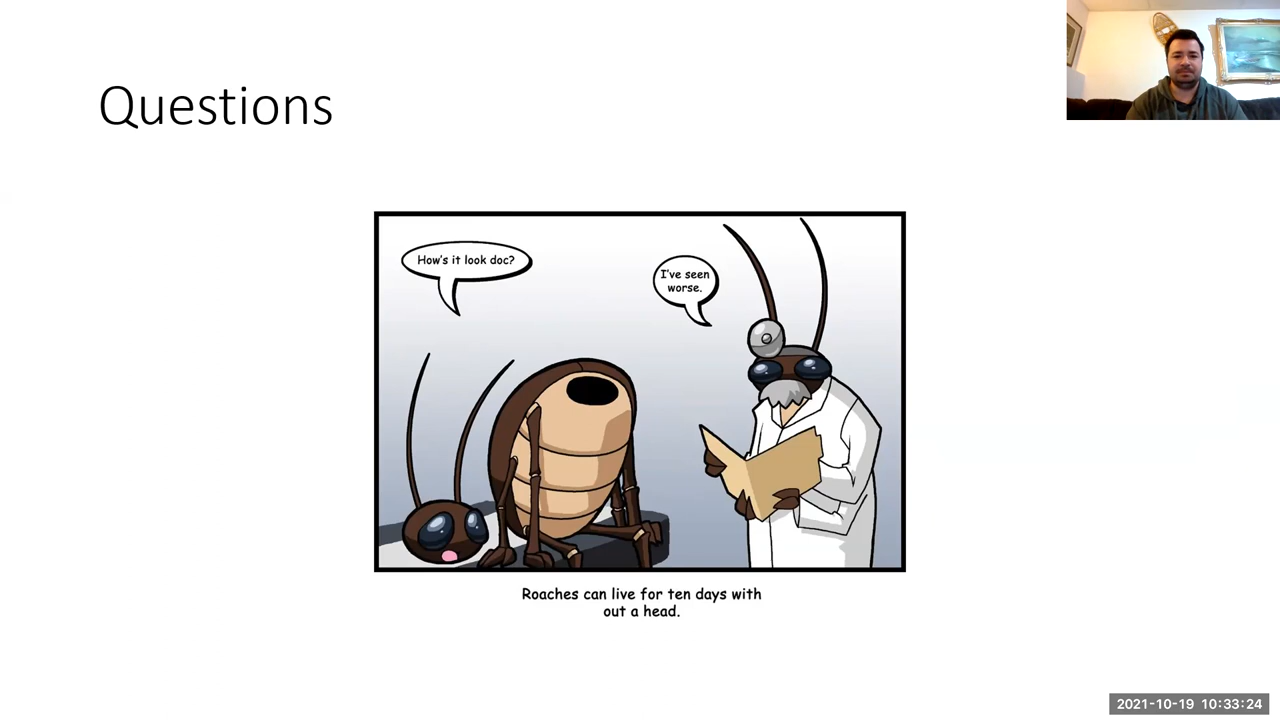 Questions
How's it look doc?
I've seen
worse.
Roaches can live for ten days with
out a head.
2021-10-19 10:33:24